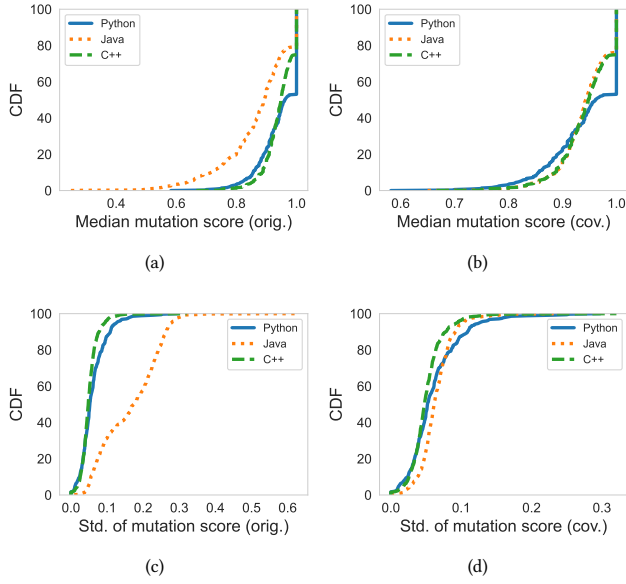 100
80
60
40
20
0
CDF
Python
Java
C++
0.4
0.6
0.8
1.0
Median mutation score (orig.)
(a)
100
80
60
40
20
0
CDF
Python
Java
C++
0.6
0.7
0.8
0.9
1.0
Median mutation score (cov.)
(b)
100
80
60
40
20
0
CDF
Python
Java
C++
0.0
0.1
0.2
0.3
0.4
0.5
0.6
Std. of mutation score (orig.)
(c)
100
80
60
40
20
0
CDF
Python
Java
C++
0.0
0.1
0.2
0.3
Std. of mutation score (cov.)
(d)